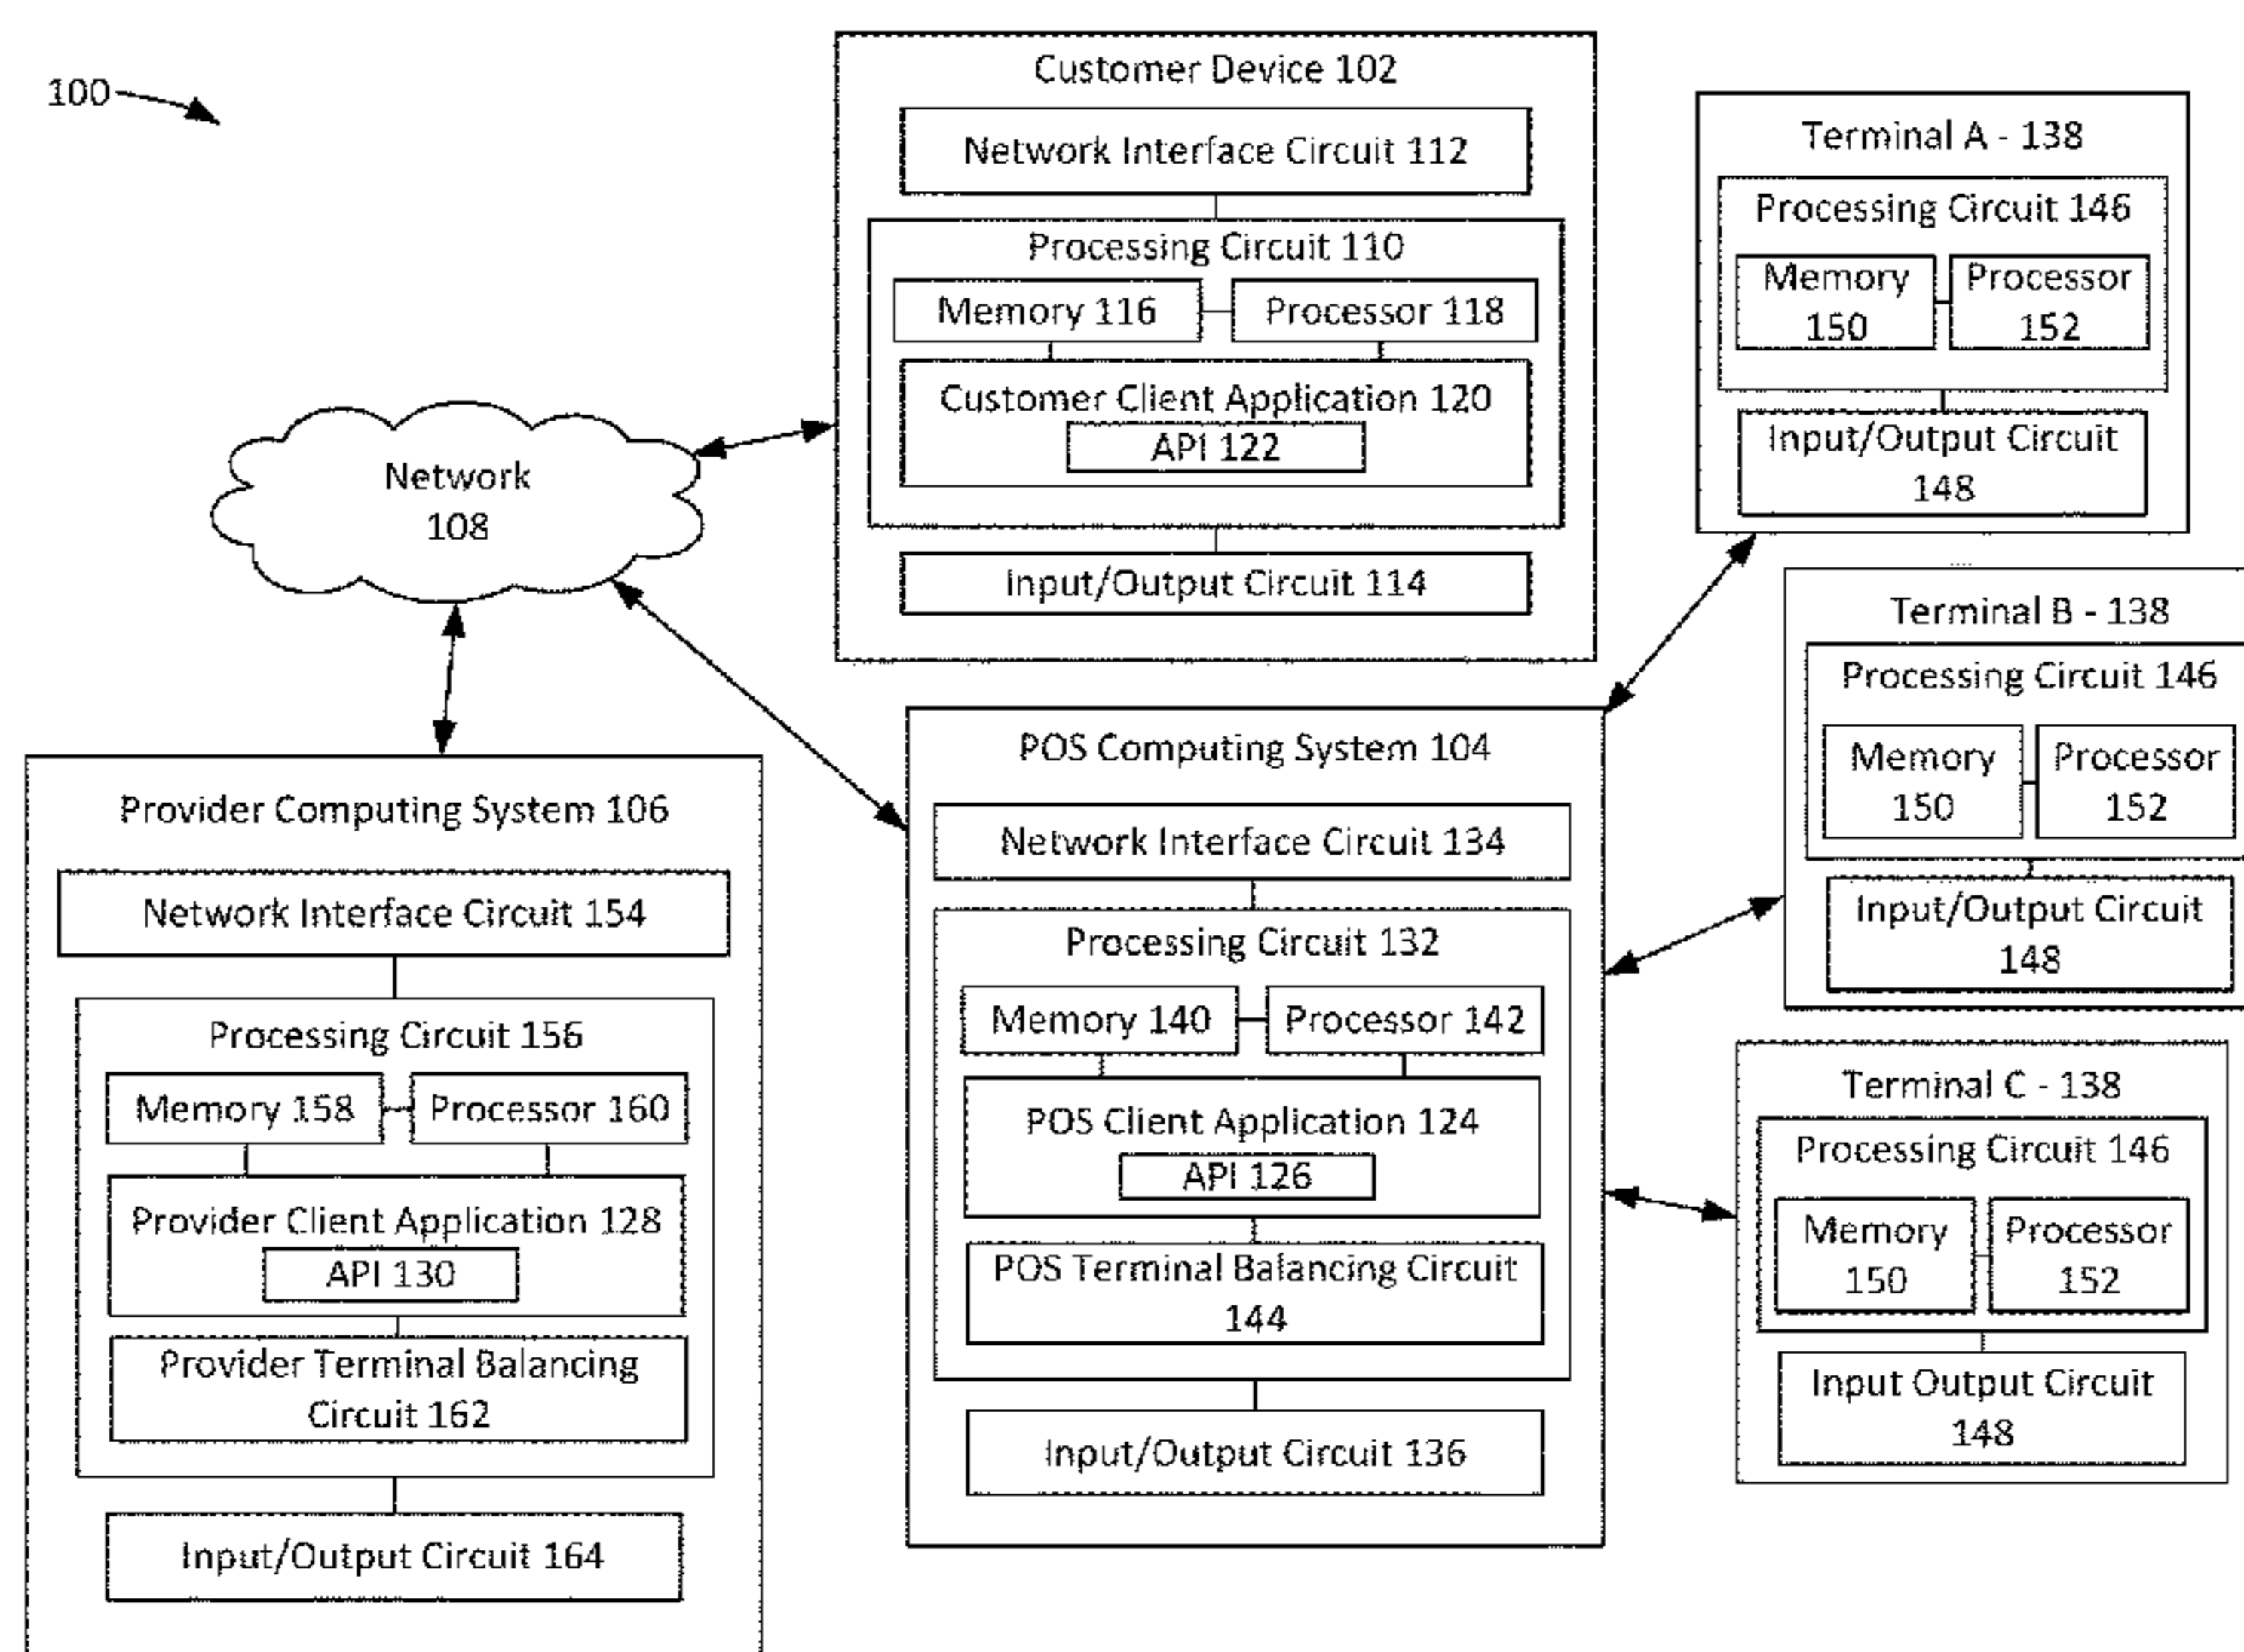 100
Customer Device 102
Network Interface Circuit 112
Processing Circuit 110
Memory 116
Processor 118
Customer Client Application 120
API 122
Input/Output Circuit 114
Network
108
Terminal A - 138
Processing Circuit 146
Memory
150
Processor
152
Input/Output Circuit
148
Terminal B - 138
Processing Circuit 146
Memory
150
Processor
152
Input/Output Circuit
148
Terminal C - 138
Processing Circuit 146
Memory
150
Processor
152
Input Output Circuit
148
POS Computing System 104
Network Interface Circuit 134
Processing Circuit 132
Memory 140
Processor 142
POS Client Application 124
API 126
POS Terminal Balancing Circuit
144
Input/Output Circuit 136
Provider Computing System 106
Network Interface Circuit 154
Processing Circuit 156
Memory 158
Processor 160
Provider Client Application 128
API 130
Provider Terminal Balancing
Circuit 162
Input/Output Circuit 164